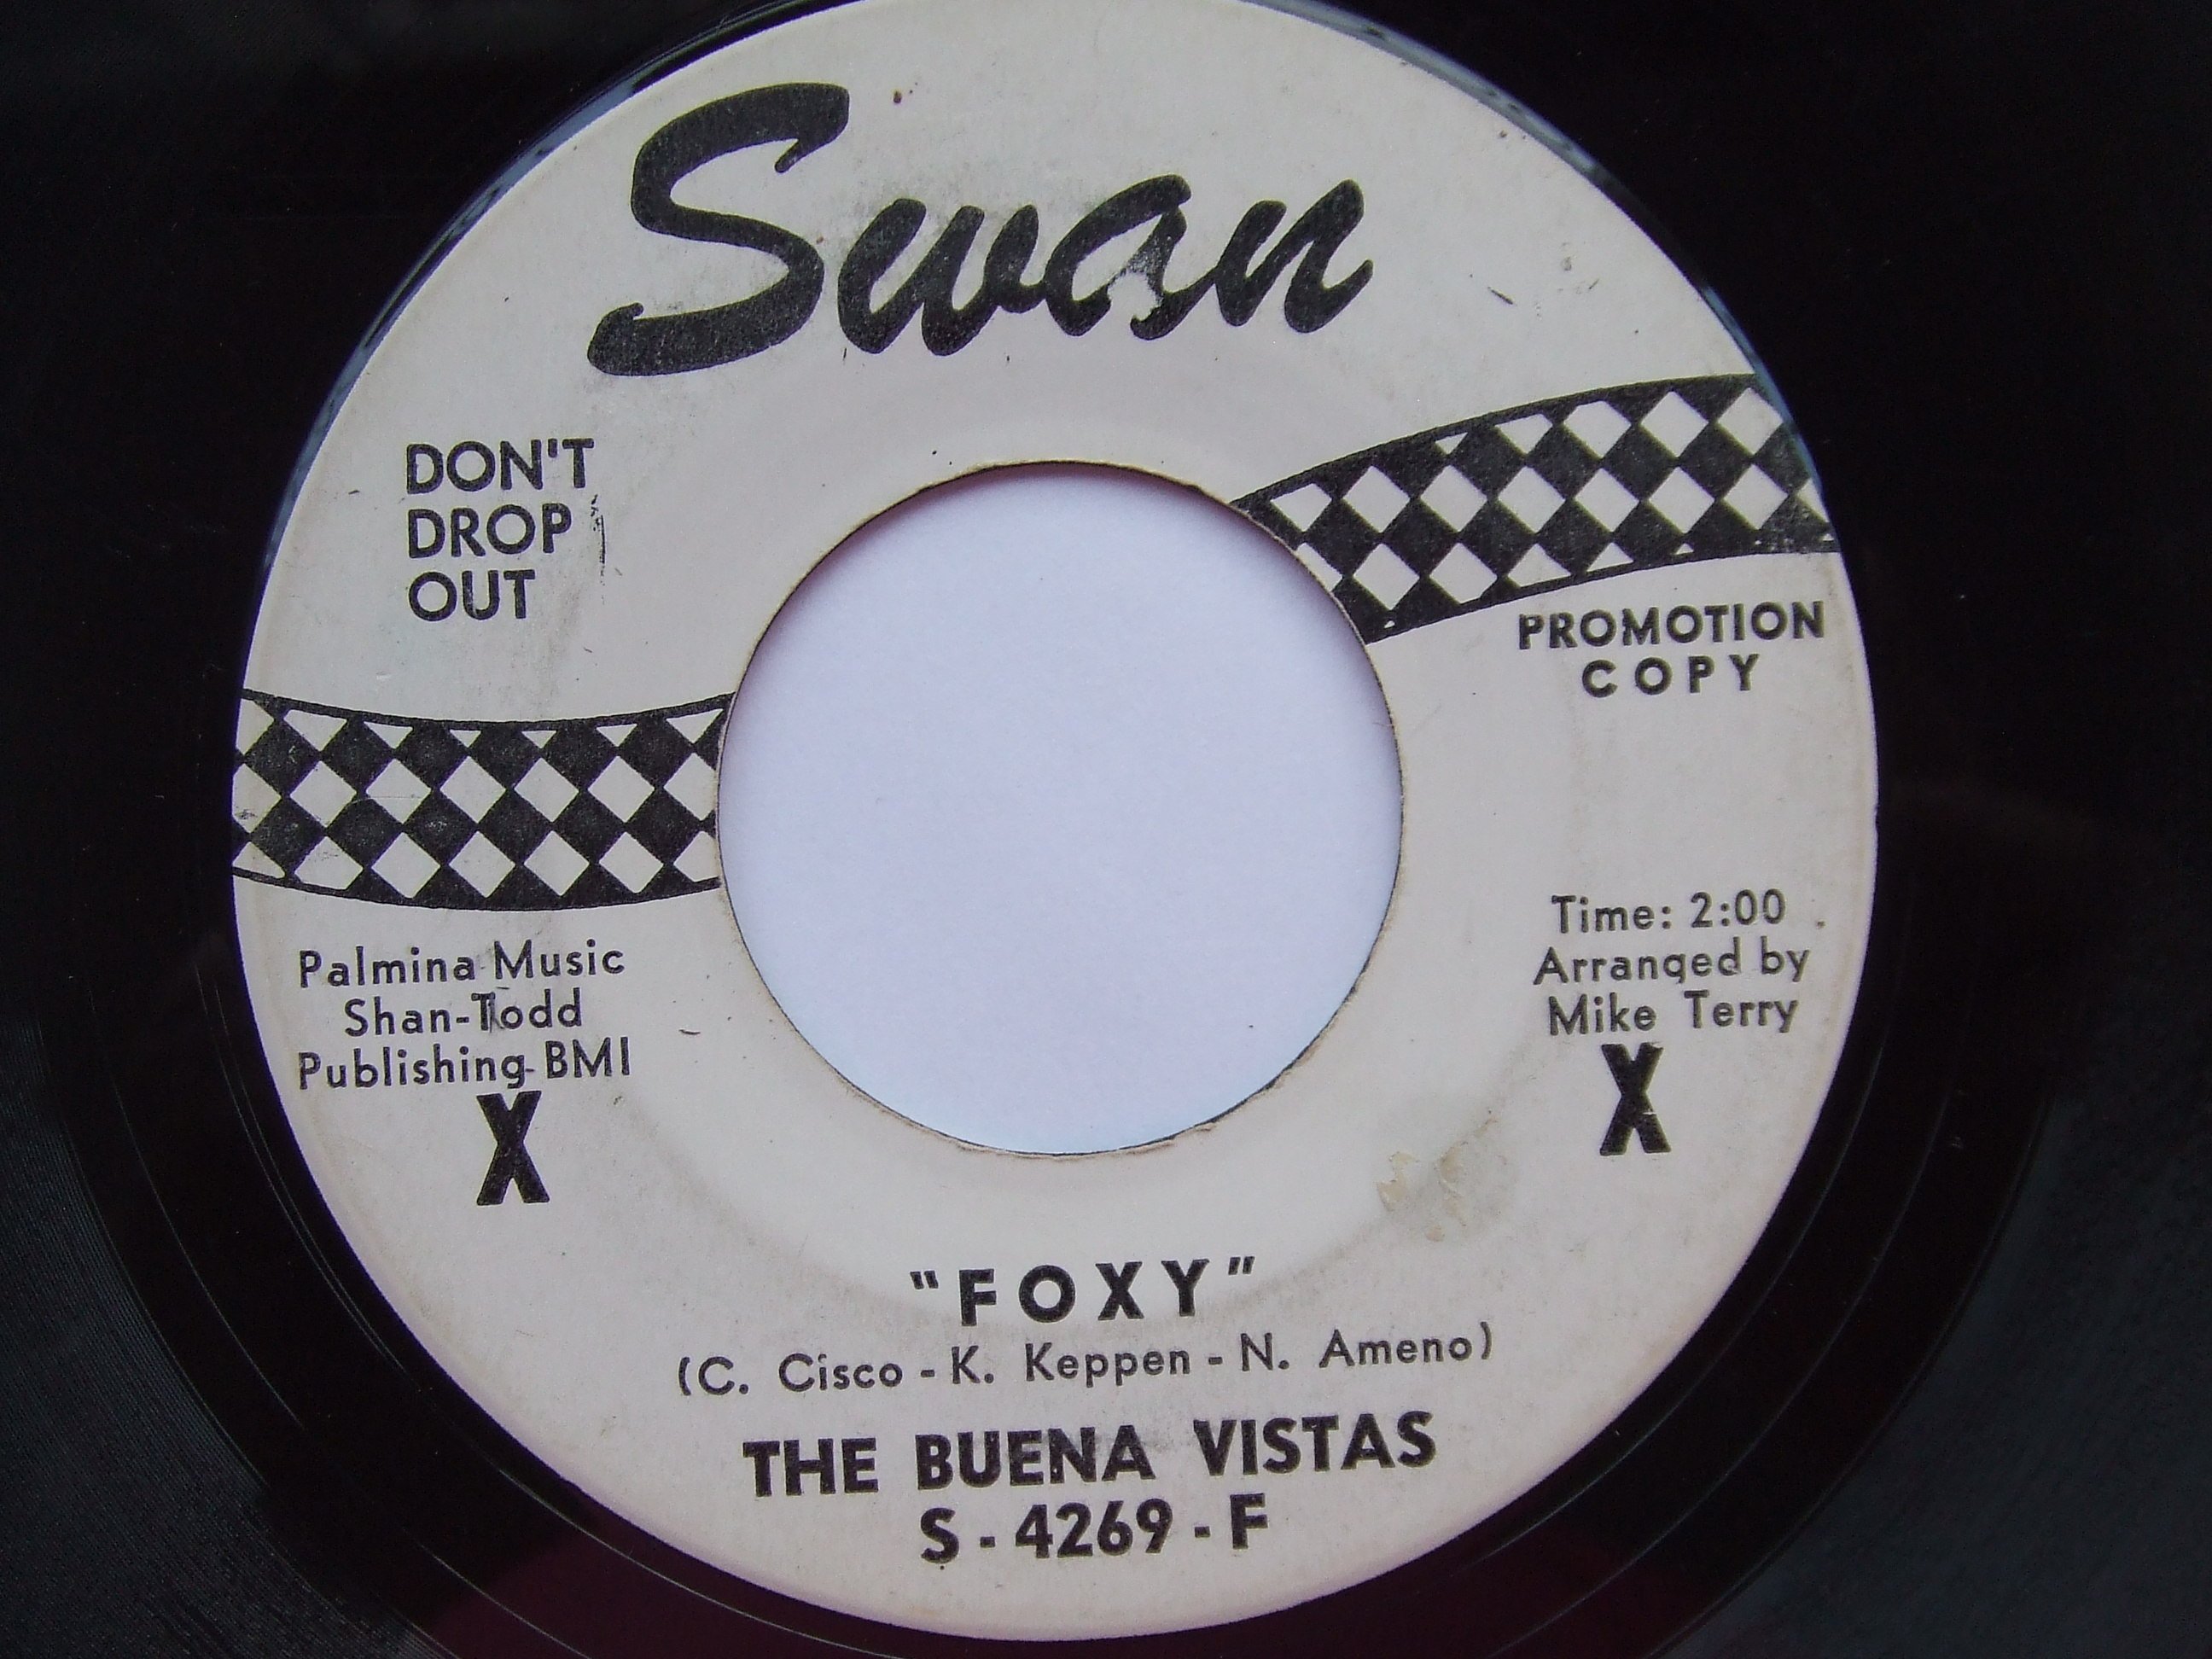 Swan
DON'T
DROP
OUT
PROMOTION
COPY
Palmina Music
Shan-Todd
Publishing-BMI
X
Time: 2:00
Arranged by
Mike Terry
X
"FOXY"
(C. Cisco - K. Keppen - N. Ameno)
THE BUENA VISTAS
S - 4269 - F